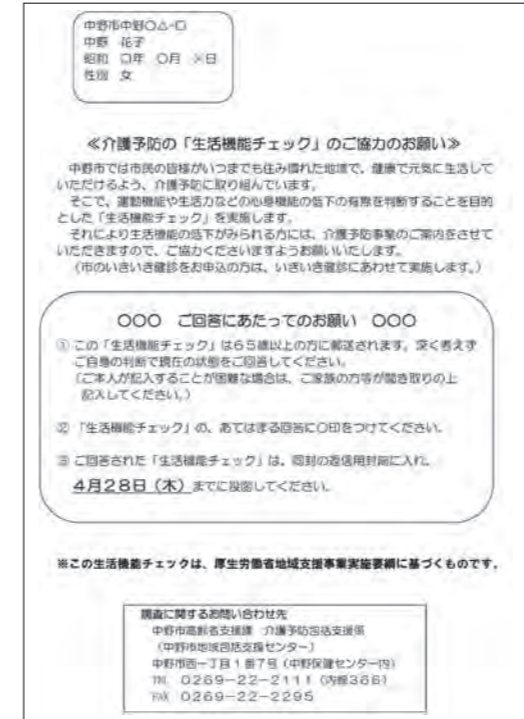 中野市中野○△-□
中野 花子
昭和 □年 ○月 ×日
性別 女
≪介護予防の「生活機能チェック」のご協力のお願い≫
中野市では市民の皆様がいつまでも住み慣れた地域で、健康で元気に生活して
いただけるよう、介護予防に取り組んでいます。
そこで、運動機能や生活力などの心身機能の低下の有無を判断することを目的
とした「生活機能チェック」を実施します。
それにより生活機能の低下がみられる方には、介護予防事業のご案内をさせて
いただきますので、ご協力くださいますようお願いいたします。
（市のいきいき健診をお申込の方は、いきいき健診にあわせて実施します。）
○○○ ご回答にあたってのお願い ○○○
① この「生活機能チェック」は６５歳以上の方に郵送されます。深く考えず
ご自身の判断で現在の状態をご回答してください。
（ご本人が記入することが困難な場合は、ご家族の方等が聞き取りの上
記入してください。）
② 「生活機能チェック」の、あてはまる回答に○印をつけてください。
③ ご回答された「生活機能チェック」は、同封の返信用封筒に入れ、
４月２８日（木）までに投函してください。
※この生活機能チェックは、厚生労働省地域支援事業実施要綱に基づくものです。
調査に関するお問い合わせ先
中野市高齢者支援課 介護予防包括支援係
（中野市地域包括支援センター）
中野市西一丁目１番７号（中野保健センター内）
TEL ０２６９－２２－２１１１（内線３６６）
FAX ０２６９－２２－２２９５